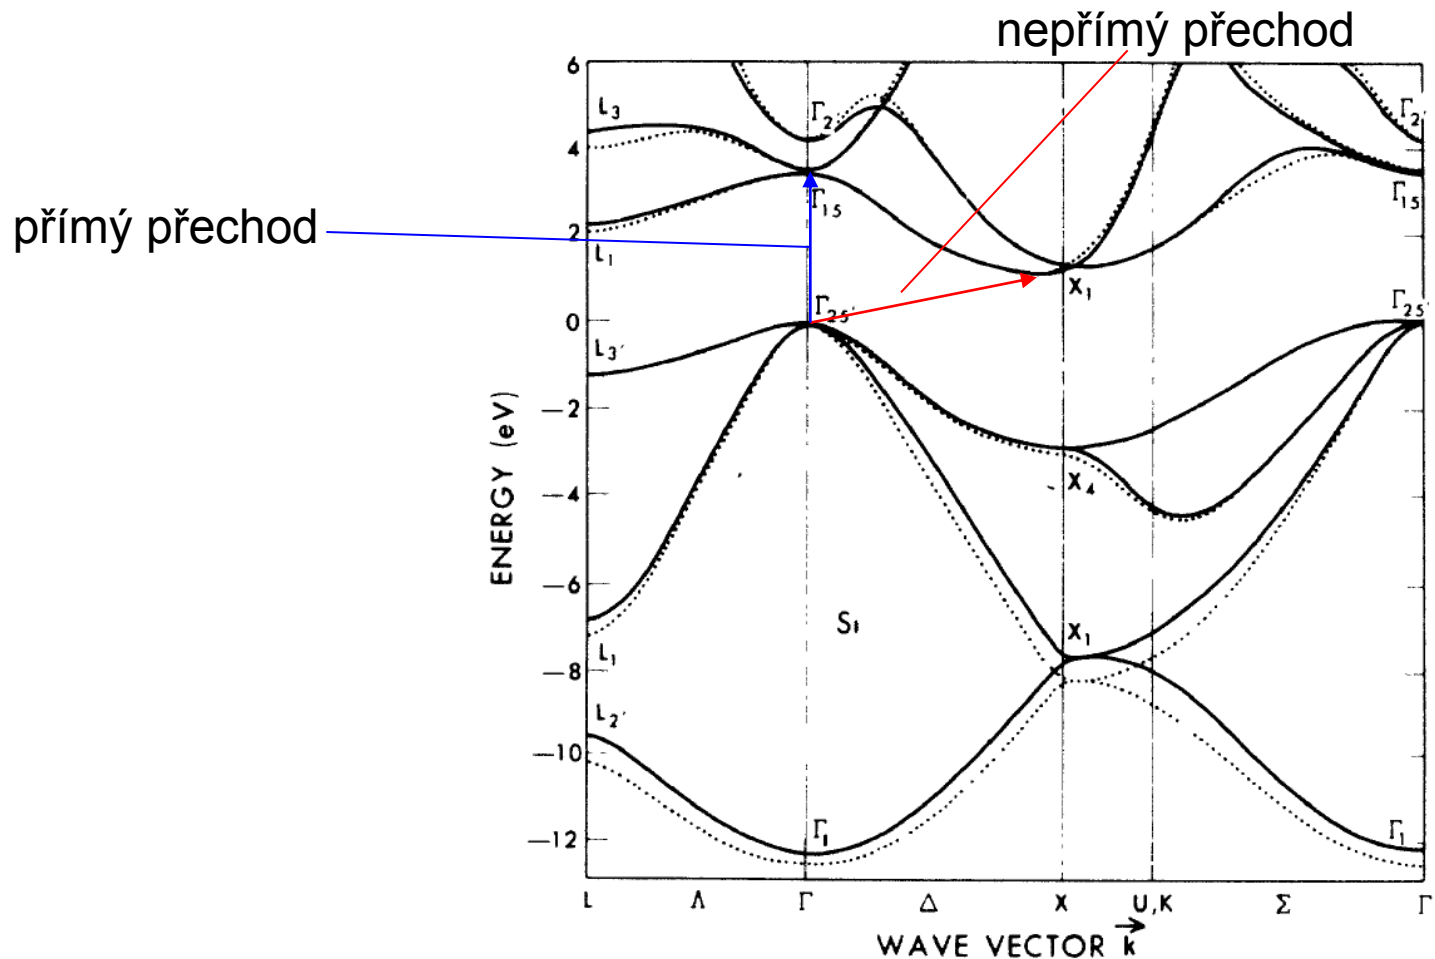 nepřímý přechod
přímý přechod
6
4
2
0
−2
−4
−6
−8
−10
−12
ENERGY (eV)
L3
L1
L3′
L1
L2′
Γ2′
Γ15
Γ25′
Γ1
X1
X4
X1
Si
Γ2′
Γ15
Γ25′
Γ1
L Λ Γ Δ X U,K Σ Γ
WAVE VECTOR k⃗